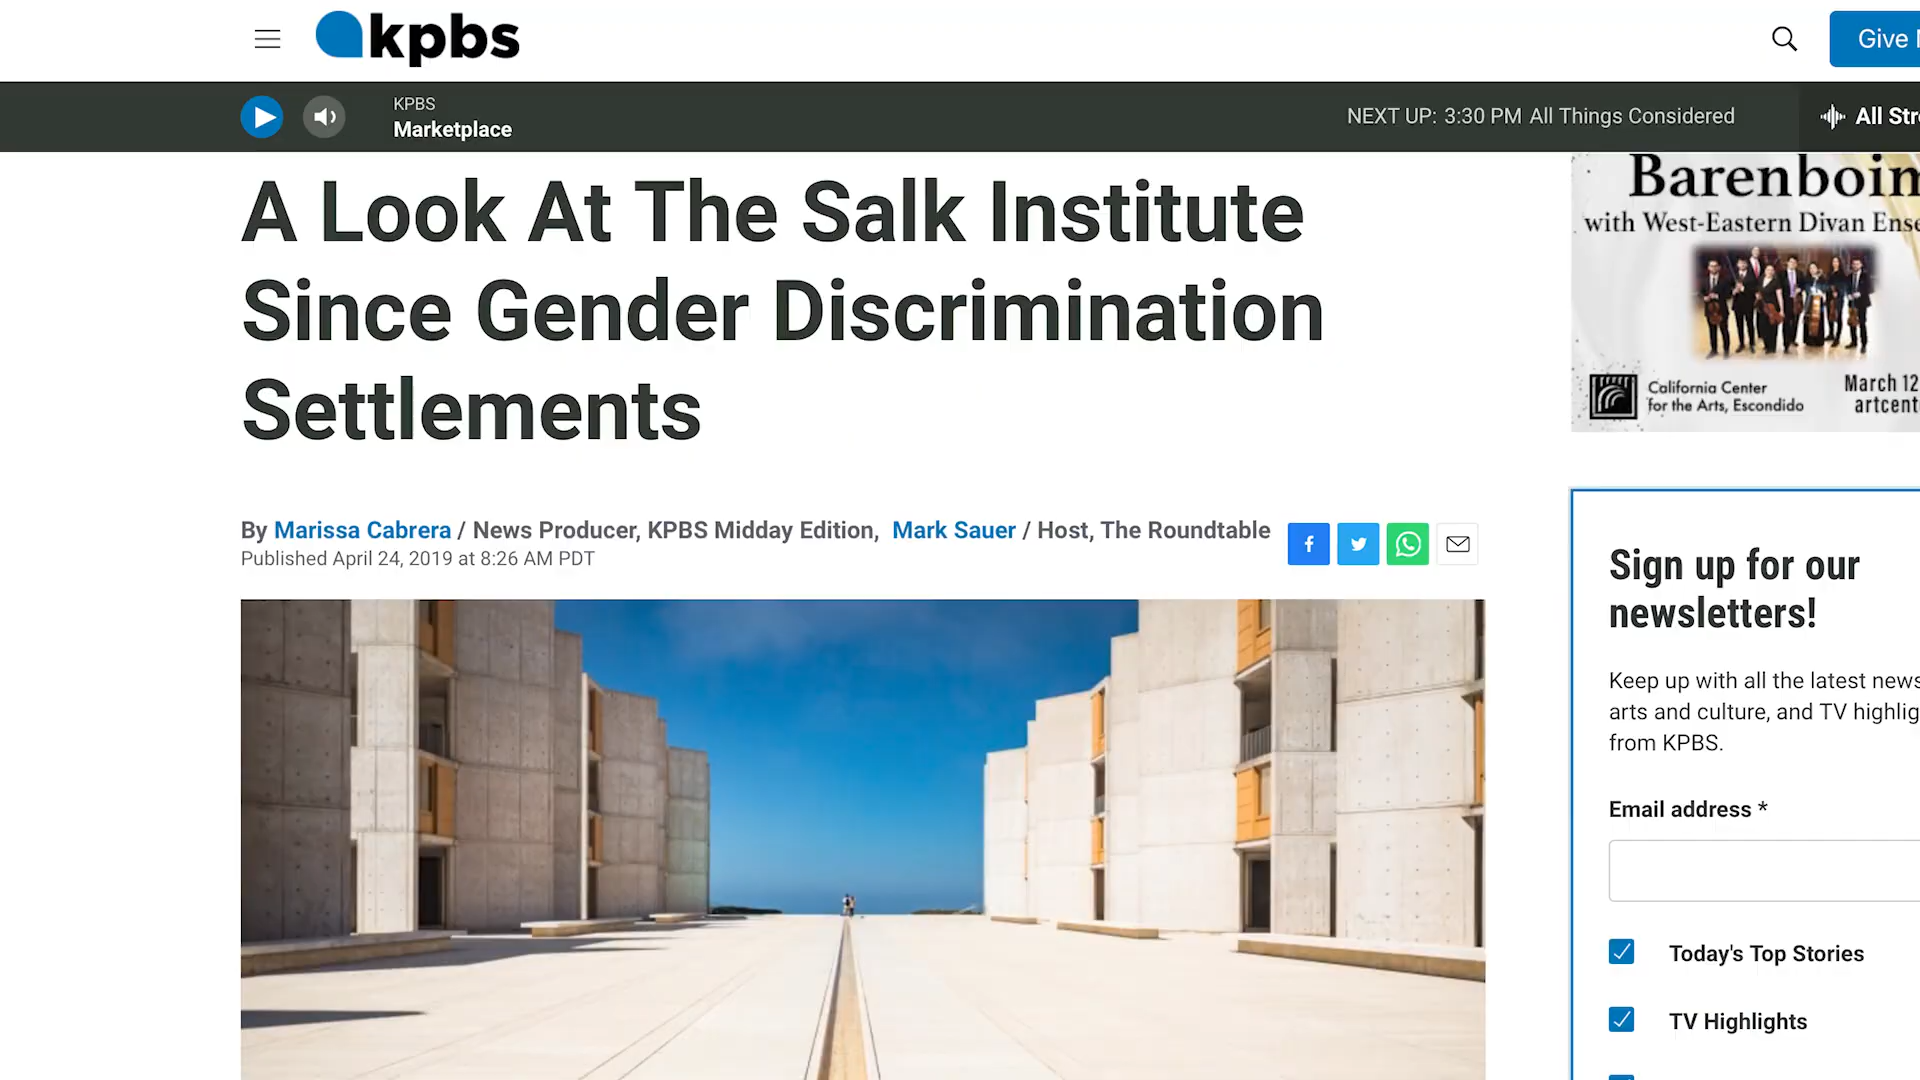 kpbs
Give
KPBS
Marketplace
NEXT UP: 3:30 PM All Things Considered
All
A Look At The Salk Institute
Since Gender Discrimination
Settlements
By Marissa Cabrera / News Producer, KPBS Midday Edition, Mark Sauer / Host, The Roundtable
Published April 24, 2019 at 8:26 AM PDT
Barenboim
with West-Eastern Divan
California Center
for the Arts, Escondido
March 12
Sign up for our
newsletters!
Keep up with all the latest news
arts and culture, and TV
from KPBS.
Email address *
Today's Top Stories
TV Highlights